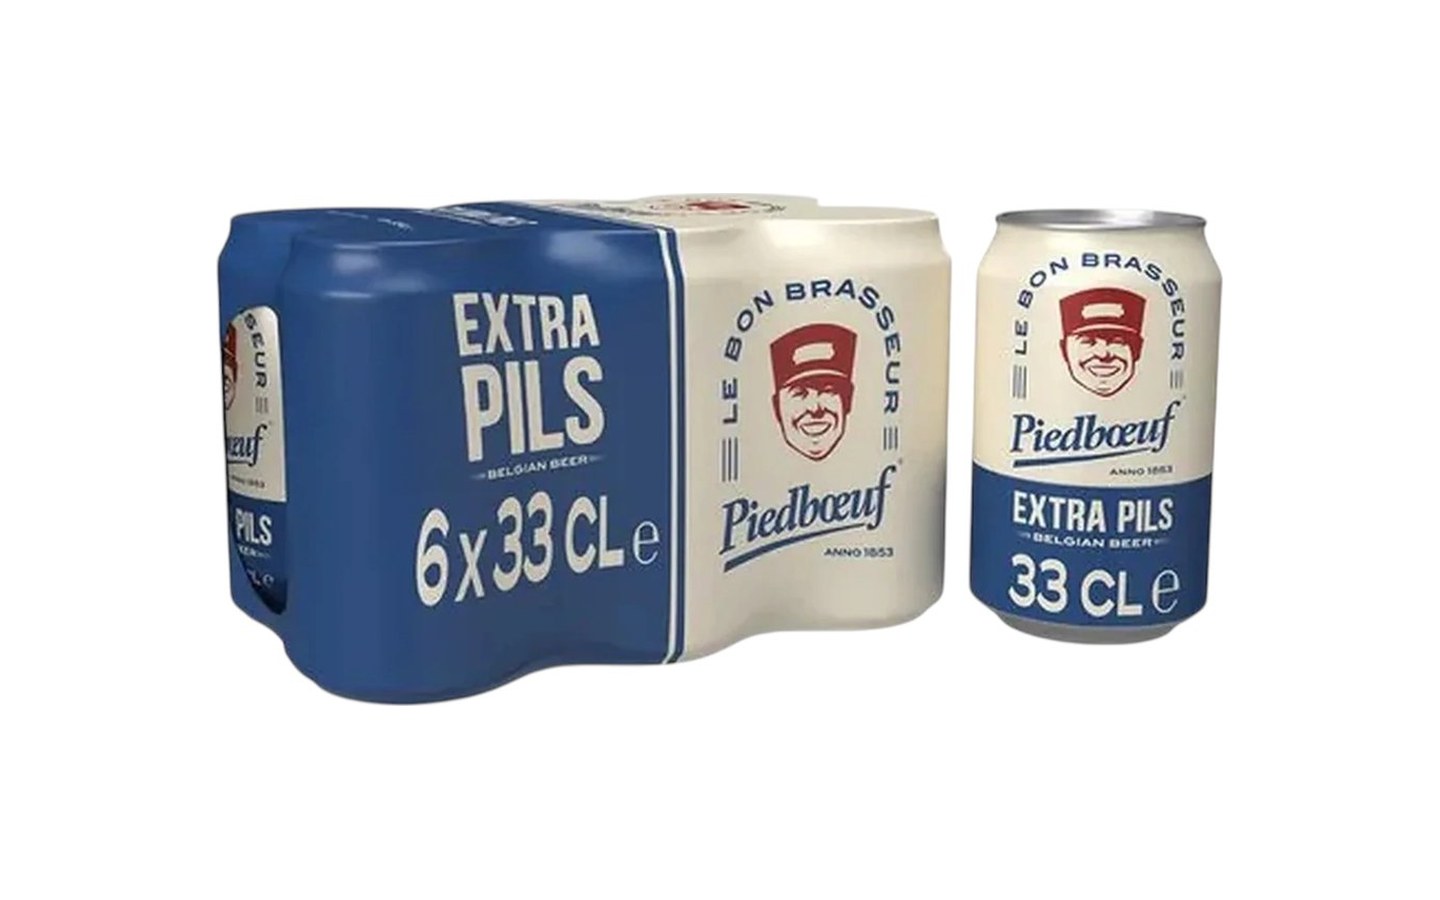 EXTRA
PILS
BELGIAN BEER
6 x 33 CL e
LE BON BRASSEUR
Piedbœuf
ANNO 1853
PILS
LE BON BRASSEUR
Piedbœuf
ANNO 1853
EXTRA PILS
BELGIAN BEER
33 CL e